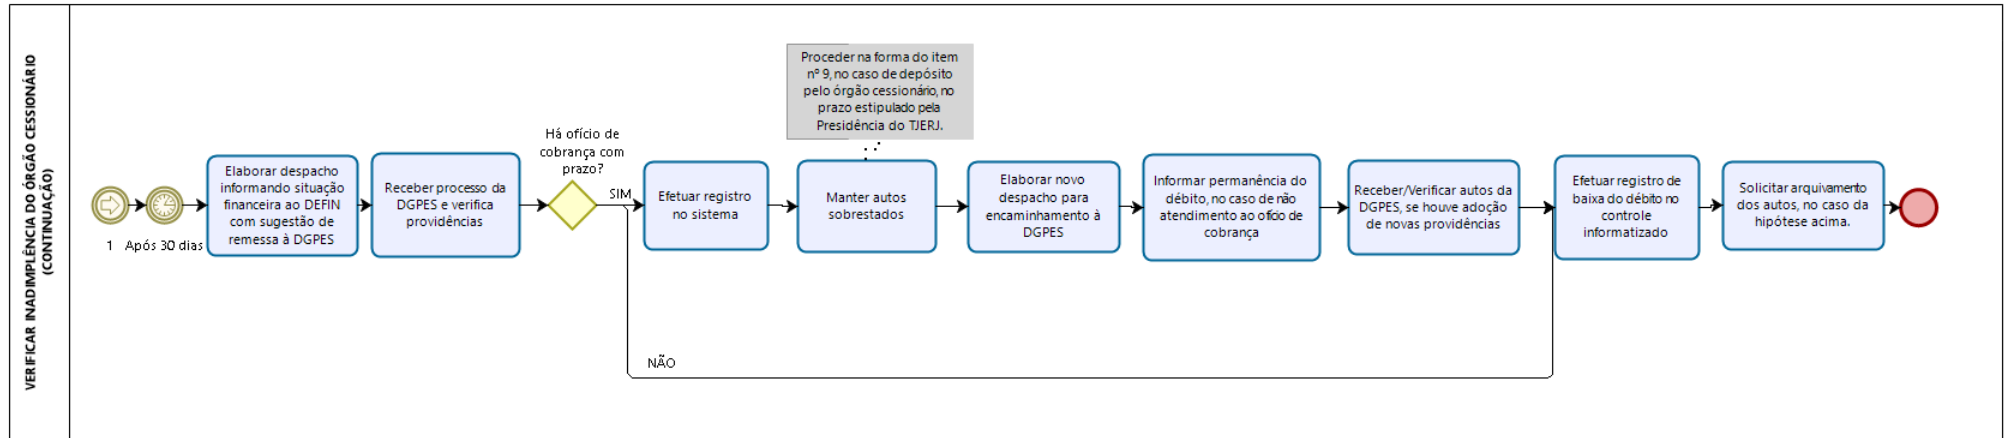 VERIFICAR INADIMPLÊNCIA DO ÓRGÃO CESSIONÁRIO
(CONTINUAÇÃO)
1
Após 30 dias
Elaborar despacho
informando situação
financeira ao DEFIN
com sugestão de
remessa à DGPES
Receber processo da
DGPES e verifica
providências
Há ofício de
cobrança com
prazo?
SIM
NÃO
Efetuar registro
no sistema
Proceder na forma do item
nº 9, no caso de depósito
pelo órgão cessionário, no
prazo estipulado pela
Presidência do TJERJ.
Manter autos
sobrestados
Elaborar novo
despacho para
encaminhamento à
DGPES
Informar permanência do
débito, no caso de não
atendimento ao ofício de
cobrança
Receber/Verificar autos da
DGPES, se houve adoção
de novas providências
Efetuar registro de
baixa do débito no
controle
informatizado
Solicitar arquivamento
dos autos, no caso da
hipótese acima.